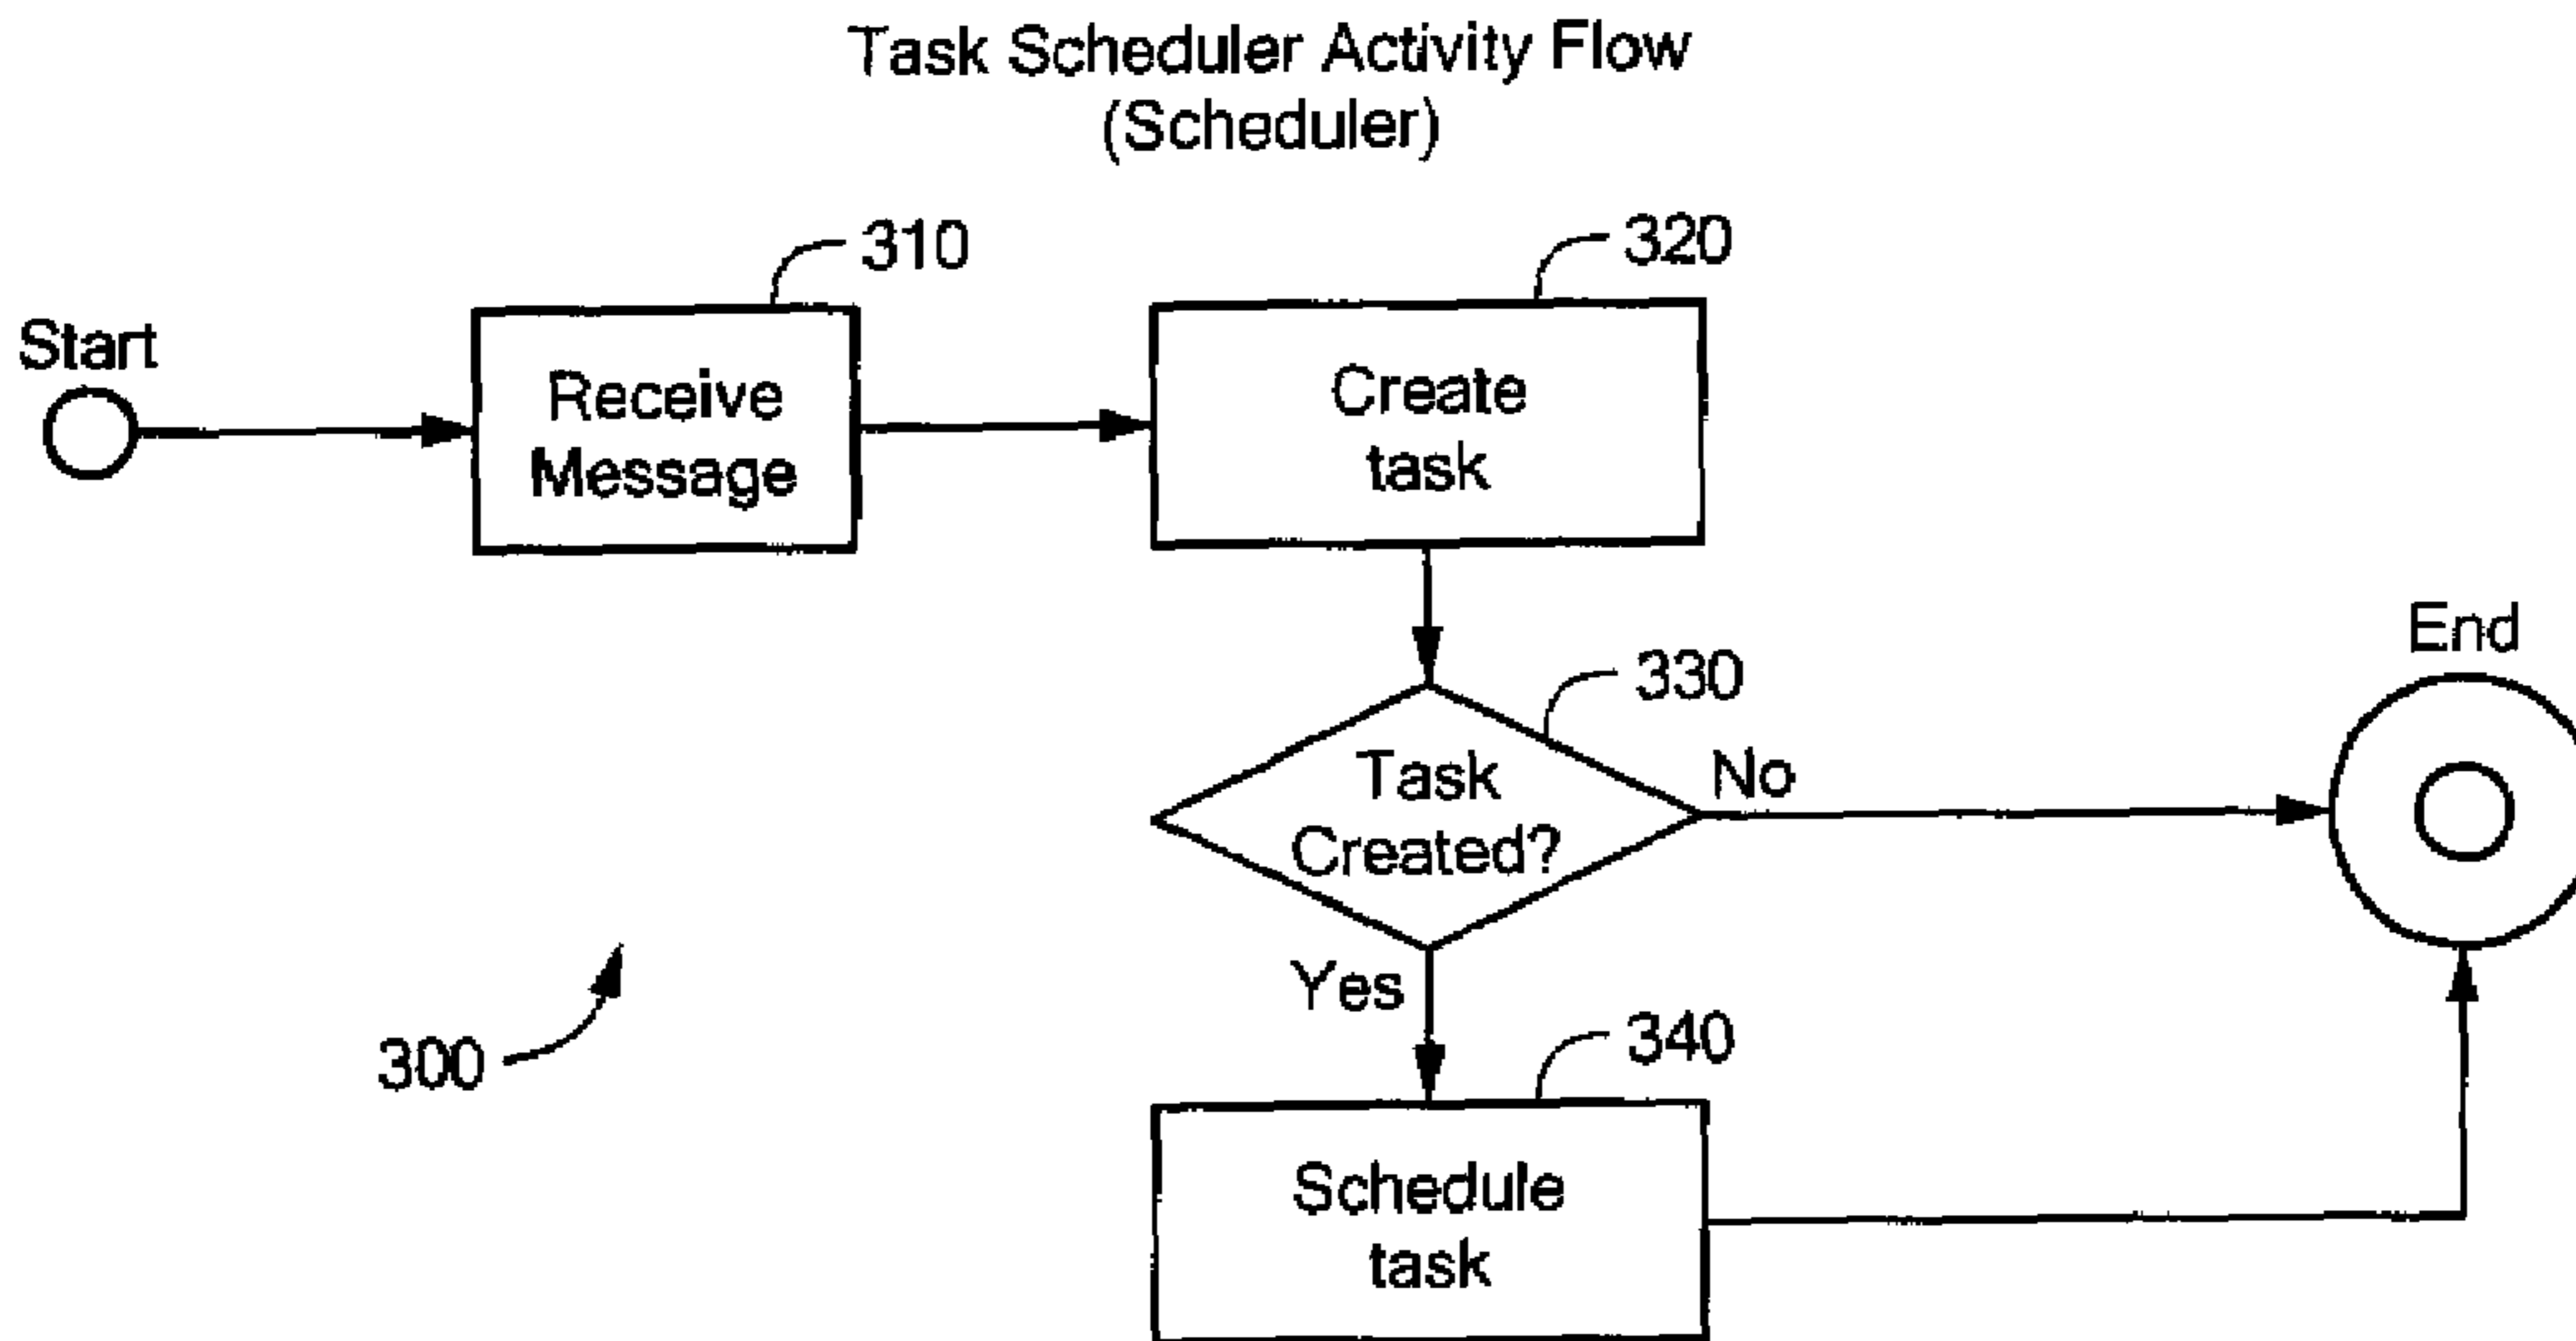 Task Scheduler Activity Flow
(Scheduler)
310
320
Start
Receive
Message
Create
task
End
330
Task
Created?
No
Yes
300
340
Schedule
task